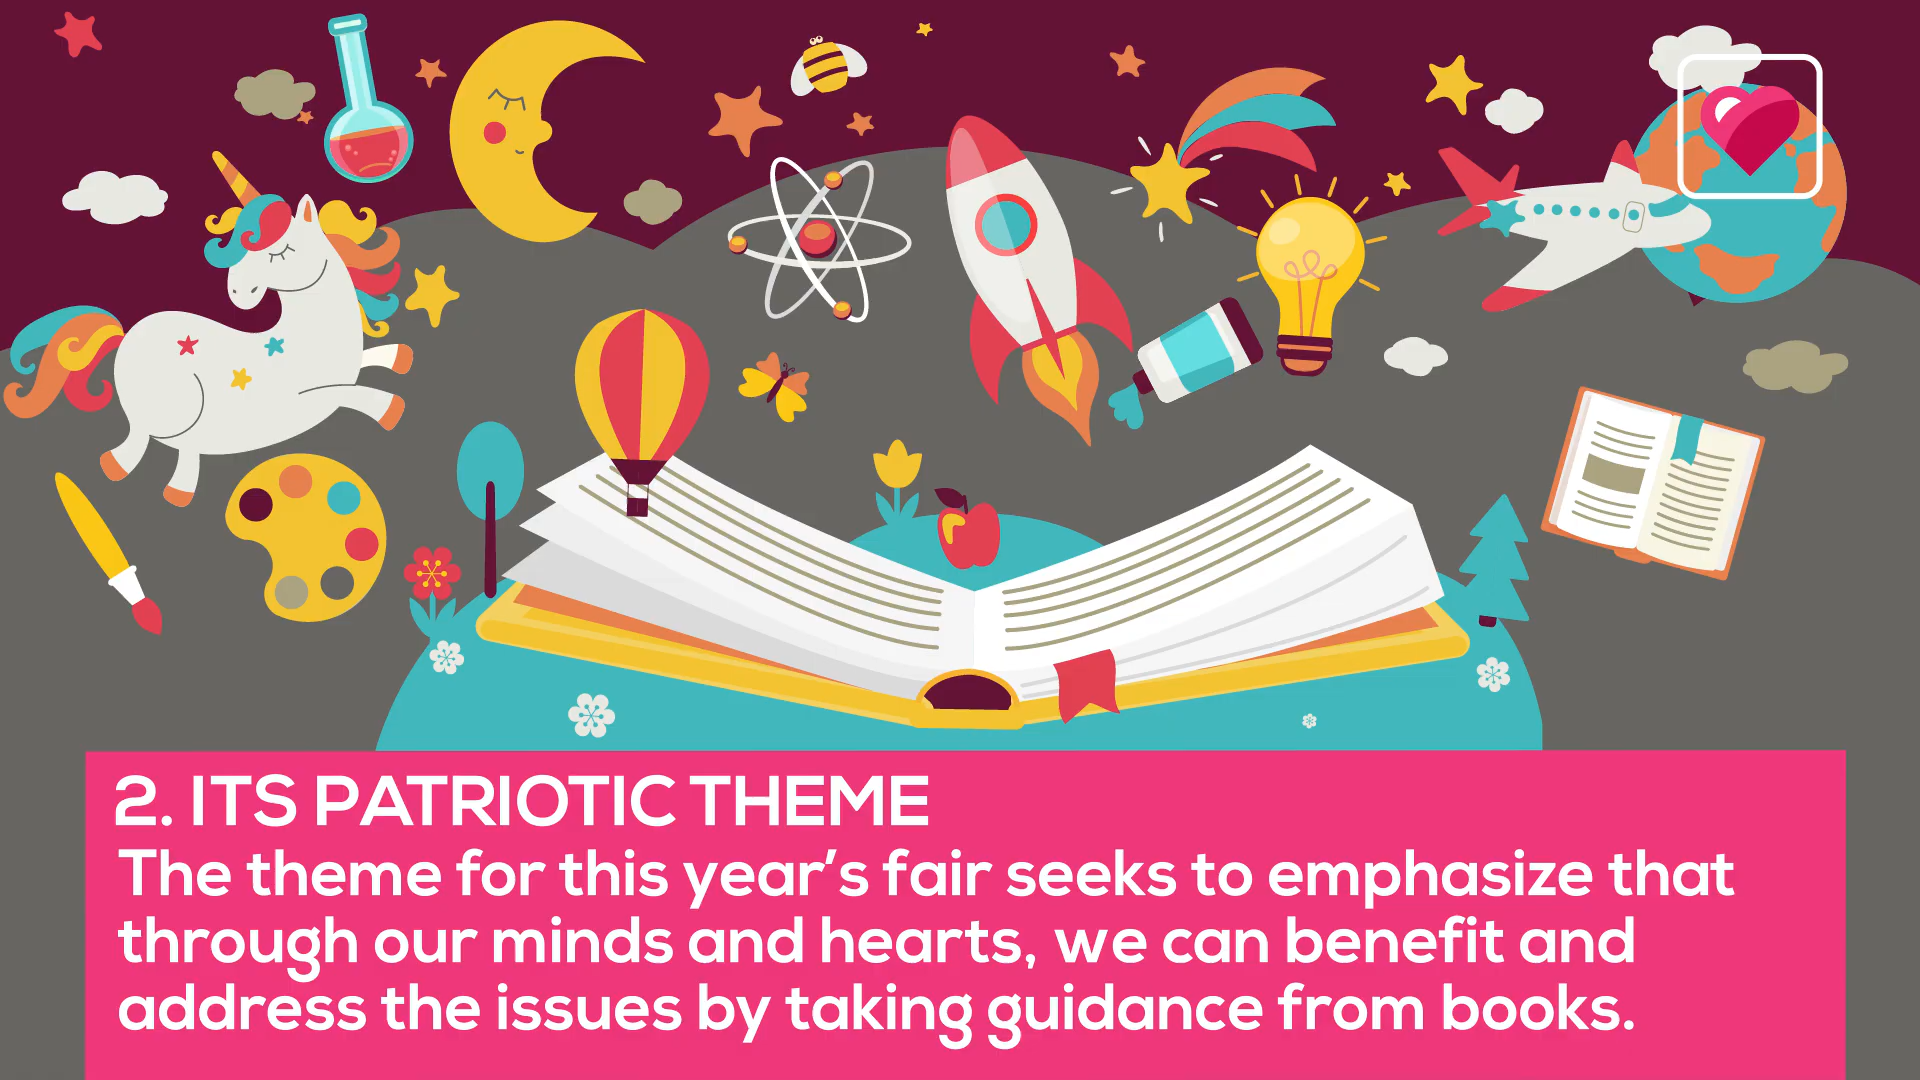 2. ITS PATRIOTIC THEME
The theme for this year’s fair seeks to emphasize that
through our minds and hearts, we can benefit and
address the issues by taking guidance from books.